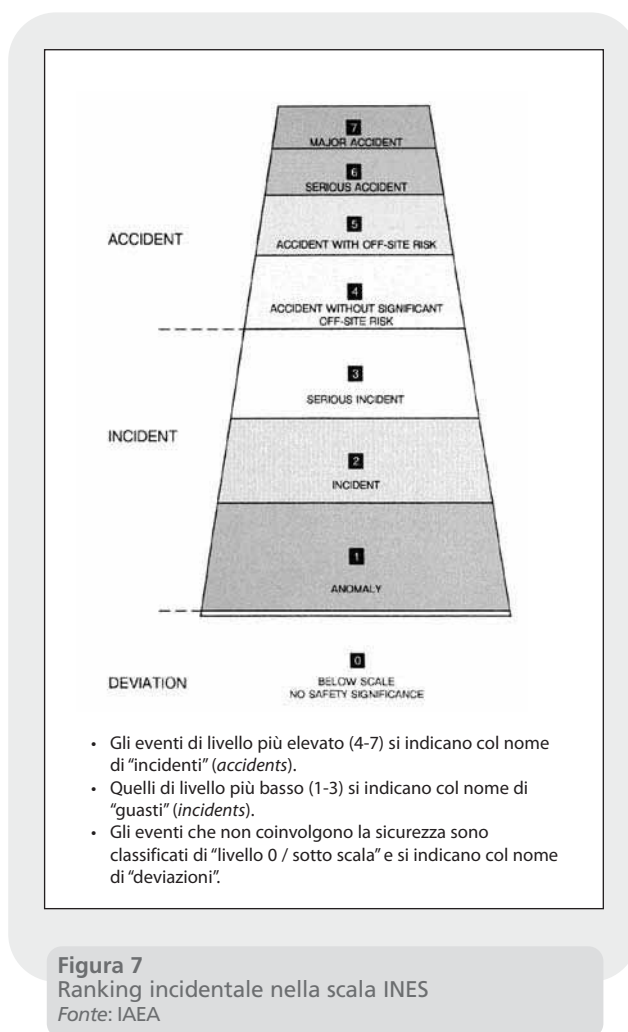 7
MAJOR ACCIDENT
6
SERIOUS ACCIDENT
5
ACCIDENT WITH OFF-SITE RISK
ACCIDENT
4
ACCIDENT WITHOUT SIGNIFICANT
OFF-SITE RISK
3
SERIOUS INCIDENT
INCIDENT
2
INCIDENT
1
ANOMALY
0
DEVIATION
BELOW SCALE
NO SAFETY SIGNIFICANCE
• Gli eventi di livello più elevato (4-7) si indicano col nome
di “incidenti” (accidents).
• Quelli di livello più basso (1-3) si indicano col nome di
“guasti” (incidents).
• Gli eventi che non coinvolgono la sicurezza sono
classificati di “livello 0 / sotto scala” e si indicano col nome
di “deviazioni”.
Figura 7
Ranking incidentale nella scala INES
Fonte: IAEA